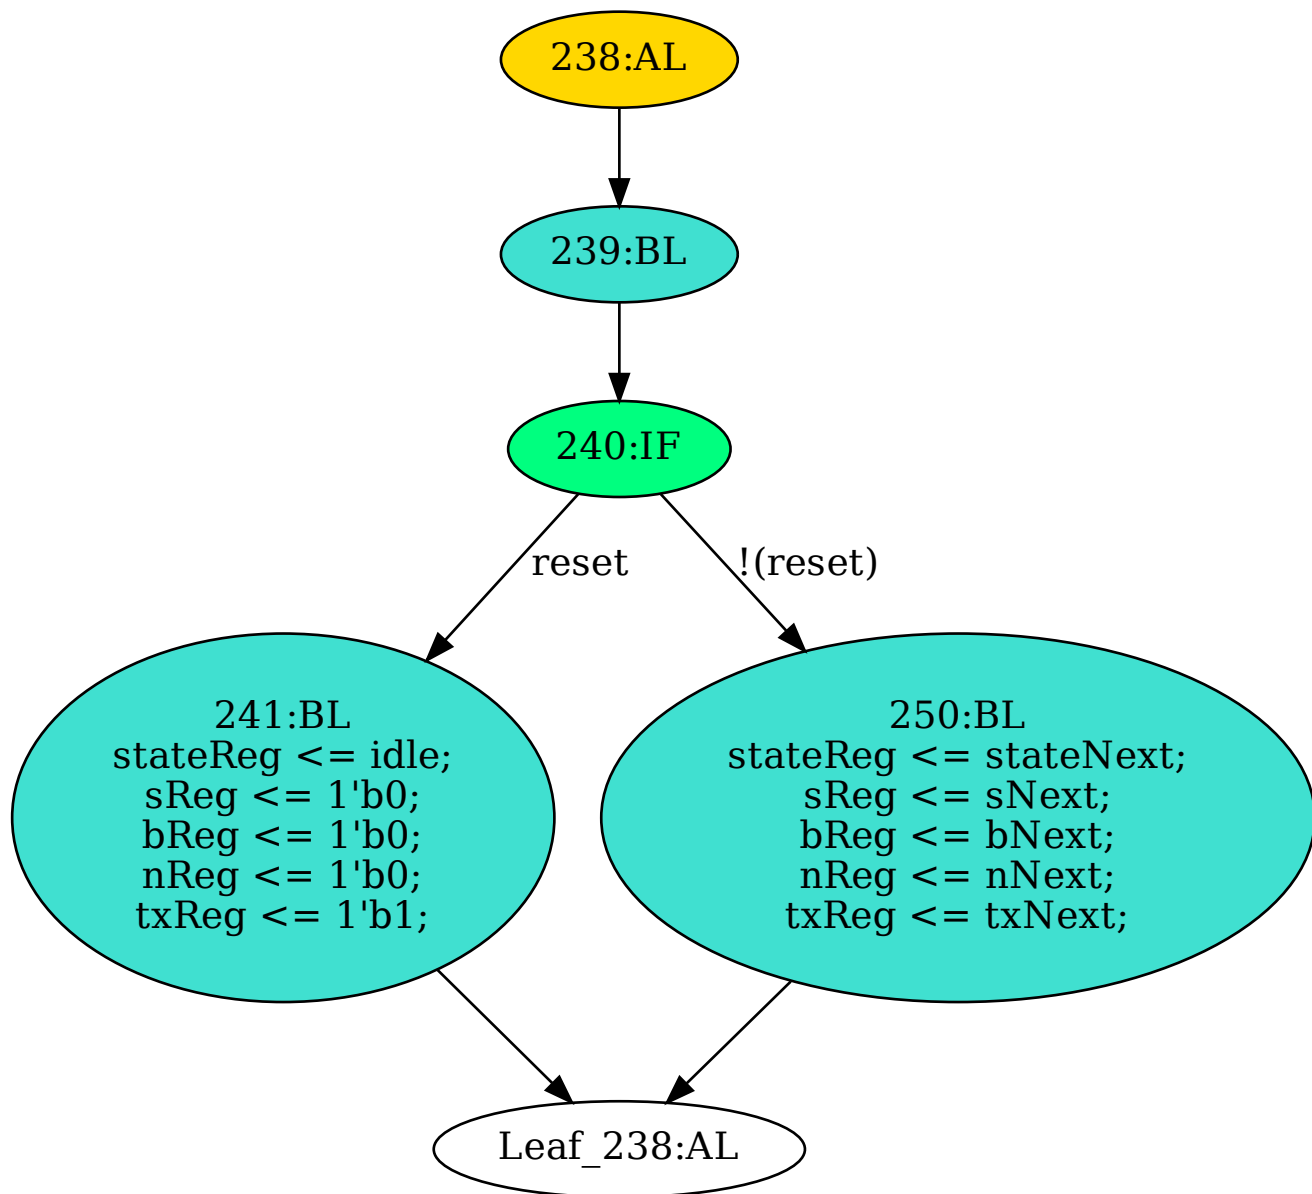 238:AL
239:BL
240:IF
reset
!(reset)
241:BL
stateReg <= idle;
sReg <= 1'b0;
bReg <= 1'b0;
nReg <= 1'b0;
txReg <= 1'b1;
250:BL
stateReg <= stateNext;
sReg <= sNext;
bReg <= bNext;
nReg <= nNext;
txReg <= txNext;
Leaf_238:AL